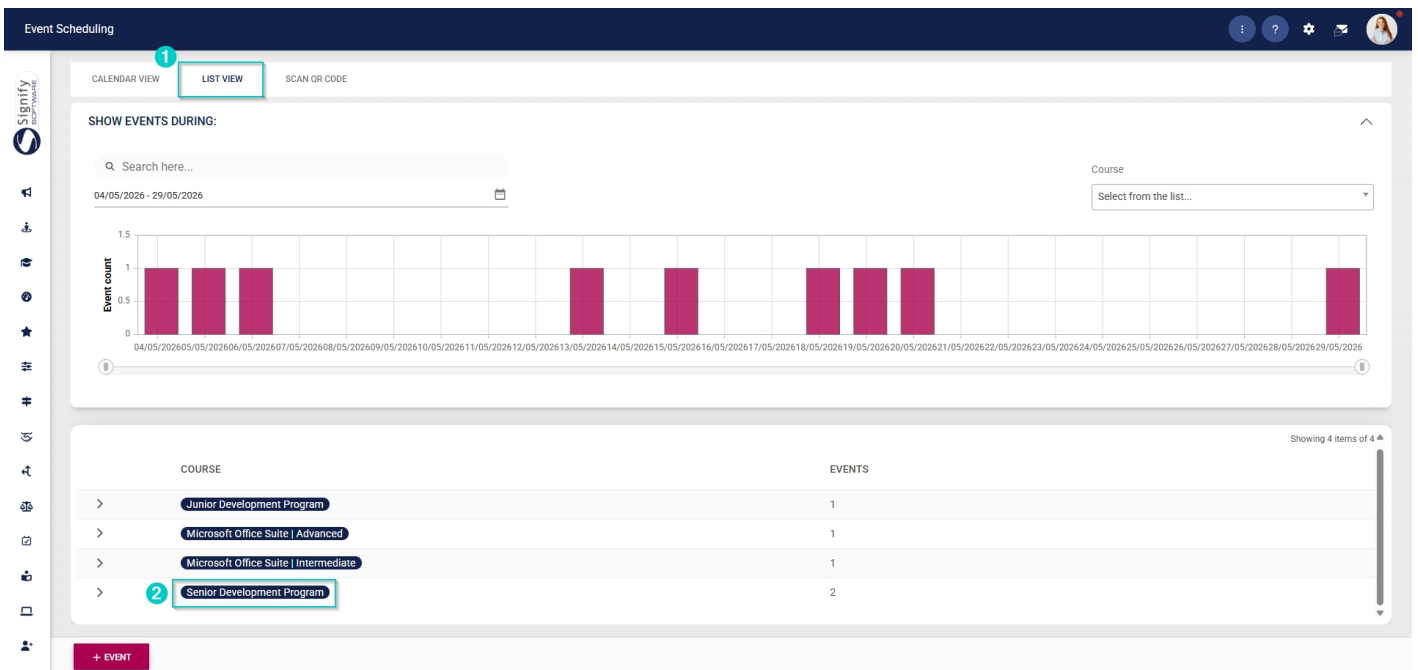 Event Scheduling
?
1
CALENDAR VIEW
LIST VIEW
SCAN QR CODE
Signify
SOFTWARE
SHOW EVENTS DURING:
Search here...
Course
04/05/2026 - 29/05/2026
Select from the list...
Event count
1.5
1
0.5
0
04/05/2026 05/05/2026 06/05/2026 07/05/2026 08/05/2026 09/05/2026 10/05/2026 11/05/2026 12/05/2026 13/05/2026 14/05/2026 15/05/2026 16/05/2026 17/05/2026 18/05/2026 19/05/2026 20/05/2026 21/05/2026 22/05/2026 23/05/2026 24/05/2026 25/05/2026 26/05/2026 27/05/2026 28/05/2026 29/05/2026
Showing 4 items of 4
COURSE EVENTS
Junior Development Program 1
Microsoft Office Suite | Advanced 1
Microsoft Office Suite | Intermediate 1
2 Senior Development Program 2
+ EVENT